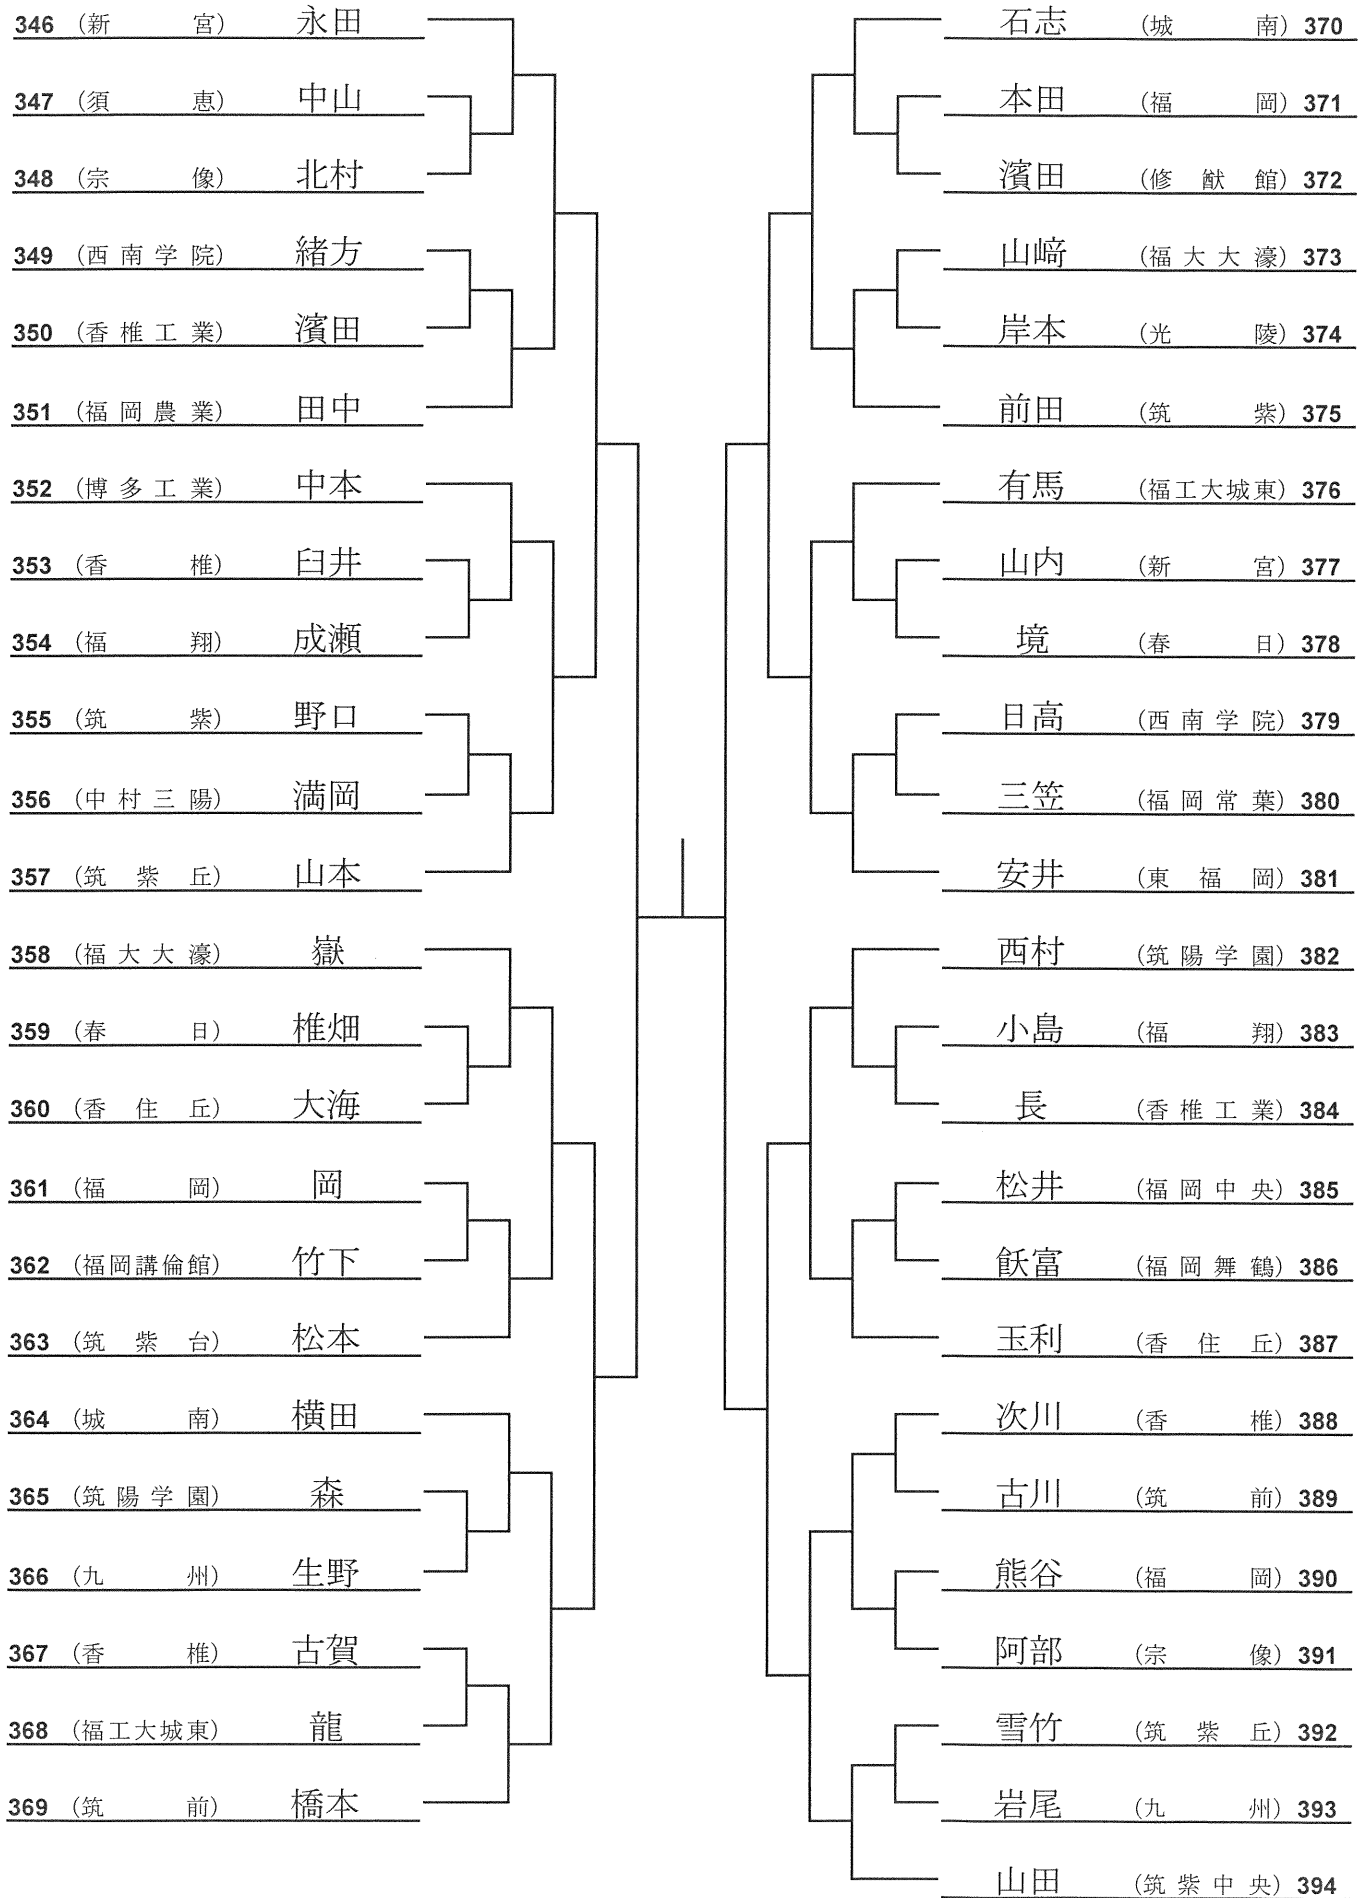 346 (新宮) 永田
347 (須恵) 中山
348 (宗像) 北村
349 (西南学院) 緒方
350 (香椎工業) 濱田
351 (福岡農業) 田中
352 (博多工業) 中本
353 (香椎) 臼井
354 (福翔) 成瀬
355 (筑紫) 野口
356 (中村三陽) 満岡
357 (筑紫丘) 山本
358 (福大大濠) 嶽
359 (春日) 椎畑
360 (香住丘) 大海
361 (福岡) 岡
362 (福岡講倫館) 竹下
363 (筑紫台) 松本
364 (城南) 横田
365 (筑陽学園) 森
366 (九州) 生野
367 (香椎) 古賀
368 (福工大城東) 龍
369 (筑前) 橋本
石志 (城南) 370
本田 (福岡) 371
濱田 (修猷館) 372
山﨑 (福大大濠) 373
岸本 (光陵) 374
前田 (筑紫) 375
有馬 (福工大城東) 376
山内 (新宮) 377
境 (春日) 378
日高 (西南学院) 379
三笠 (福岡常葉) 380
安井 (東福岡) 381
西村 (筑陽学園) 382
小島 (福翔) 383
長 (香椎工業) 384
松井 (福岡中央) 385
飫富 (福岡舞鶴) 386
玉利 (香住丘) 387
次川 (香椎) 388
古川 (筑前) 389
熊谷 (福岡) 390
阿部 (宗像) 391
雪竹 (筑紫丘) 392
岩尾 (九州) 393
山田 (筑紫中央) 394